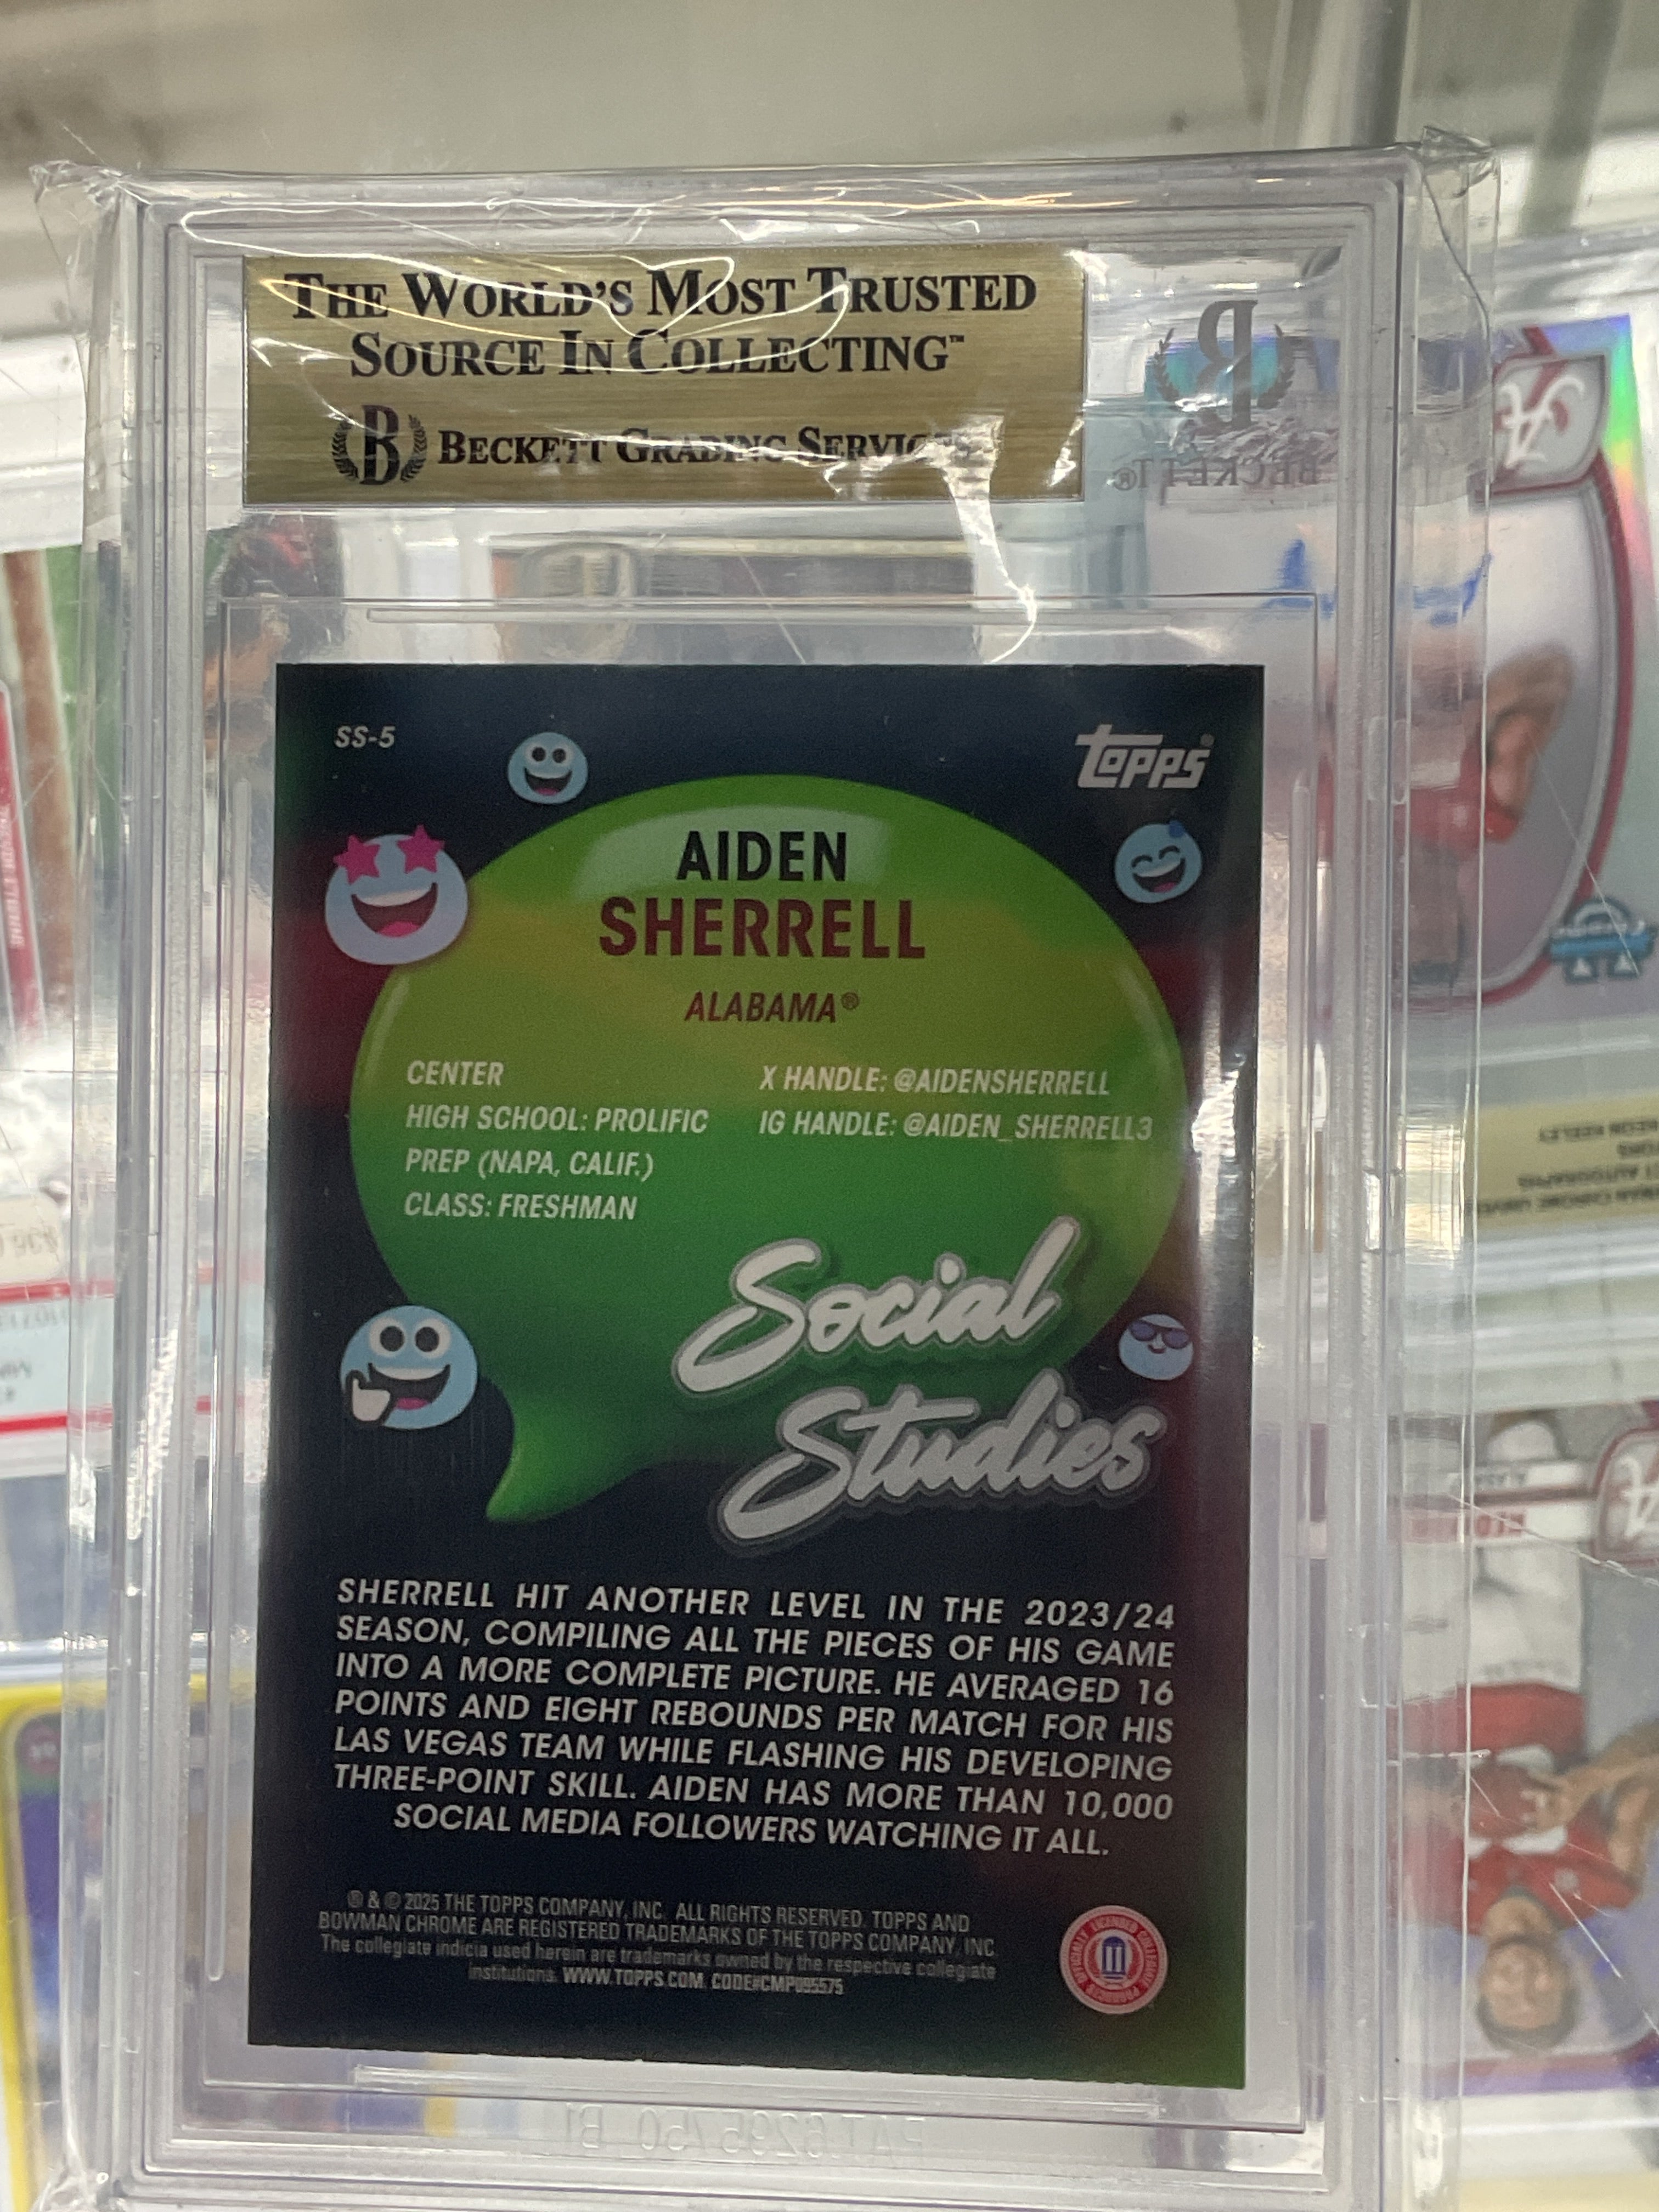 THE WORLD'S MOST TRUSTED
SOURCE IN COLLECTING™
B BECKETT GRADING SERVICES
B
BECKETT®
SS-5
topps
AIDEN
SHERRELL
ALABAMA®
CENTER
HIGH SCHOOL: PROLIFIC
PREP (NAPA, CALIF.)
CLASS: FRESHMAN
X HANDLE: @AIDENSHERRELL
IG HANDLE: @AIDEN_SHERRELL3
Social
Studies
SHERRELL HIT ANOTHER LEVEL IN THE 2023/24
SEASON, COMPILING ALL THE PIECES OF HIS GAME
INTO A MORE COMPLETE PICTURE. HE AVERAGED 16
POINTS AND EIGHT REBOUNDS PER MATCH FOR HIS
LAS VEGAS TEAM WHILE FLASHING HIS DEVELOPING
THREE-POINT SKILL. AIDEN HAS MORE THAN 10,000
SOCIAL MEDIA FOLLOWERS WATCHING IT ALL.
® & © 2025 THE TOPPS COMPANY, INC. ALL RIGHTS RESERVED. TOPPS AND
BOWMAN CHROME ARE REGISTERED TRADEMARKS OF THE TOPPS COMPANY, INC.
The collegiate indicia used herein are trademarks owned by the respective collegiate
institutions. WWW.TOPPS.COM. CODE#CMP095575
OFFICIALLY LICENSED COLLEGIATE PRODUCTS